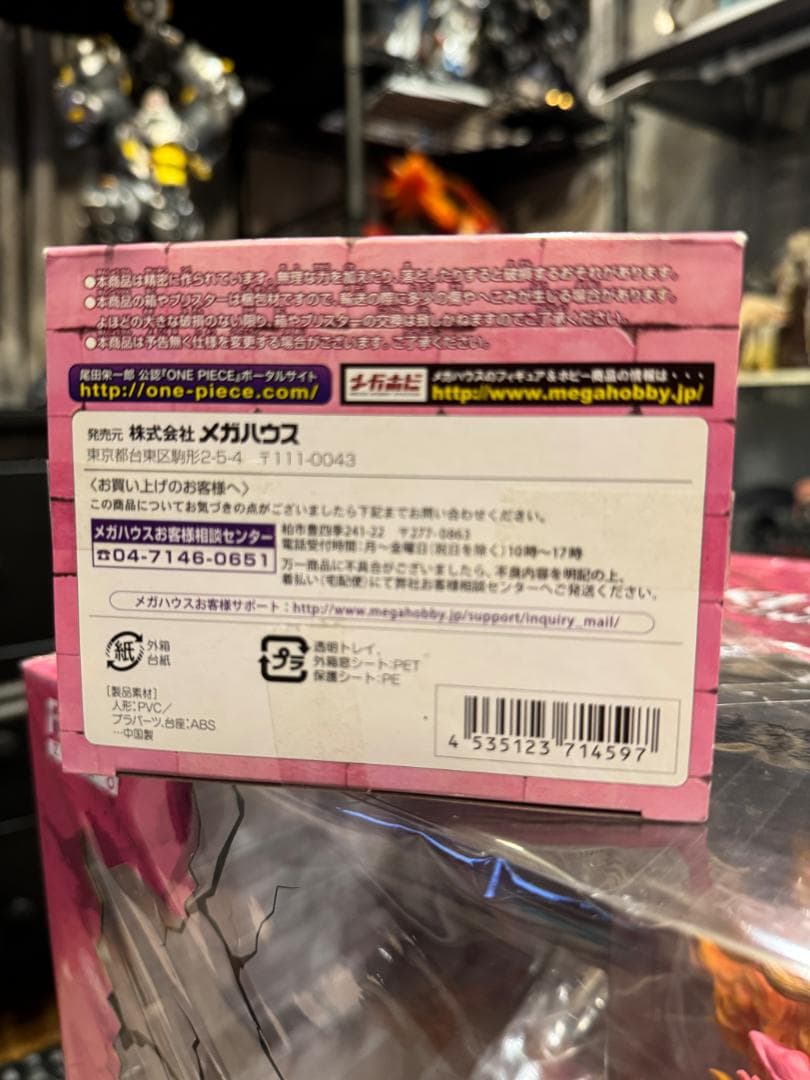 ●本商品は精密に作られています。無理な力を加えたり、落としたりすると破損するおそれがあります。
●本商品の箱やブリスターは梱包材ですので、輸送の際に多少の傷やへこみが生じる場合があります。
よほどの大きな破損のない限り、箱やブリスターの交換は致しかねますのでご了承ください。
●本商品は予告無く仕様を変更する場合がございます。ご了承ください。
尾田栄一郎 公認『ONE PIECE』ポータルサイト
http://one-piece.com/
メガホビ
メガハウスのフィギュア&ホビー商品の情報は・・・
http://www.megahobby.jp/
発売元 株式会社 メガハウス
東京都台東区駒形2-5-4 〒111-0043
〈お買い上げのお客様へ〉
この商品についてお気づきの点がございましたら下記までお問い合わせください。
メガハウスお客様相談センター
☎04-7146-0651
柏市豊四季241-22 〒277-0863
電話受付時間:月〜金曜日(祝日を除く)10時〜17時
万一商品に不具合がございましたら、不良内容を明記の上、
着払い(宅配便)にて弊社お客様相談センターへご発送ください。
メガハウスお客様サポート:http://www.megahobby.jp/support/inquiry_mail/
紙
外箱
台紙
プラ
透明トレイ,
外箱窓シート:PET
保護シート:PE
[製品素材]
人形:PVC/
プラパーツ、台座:ABS
…中国製
4 535123 714597